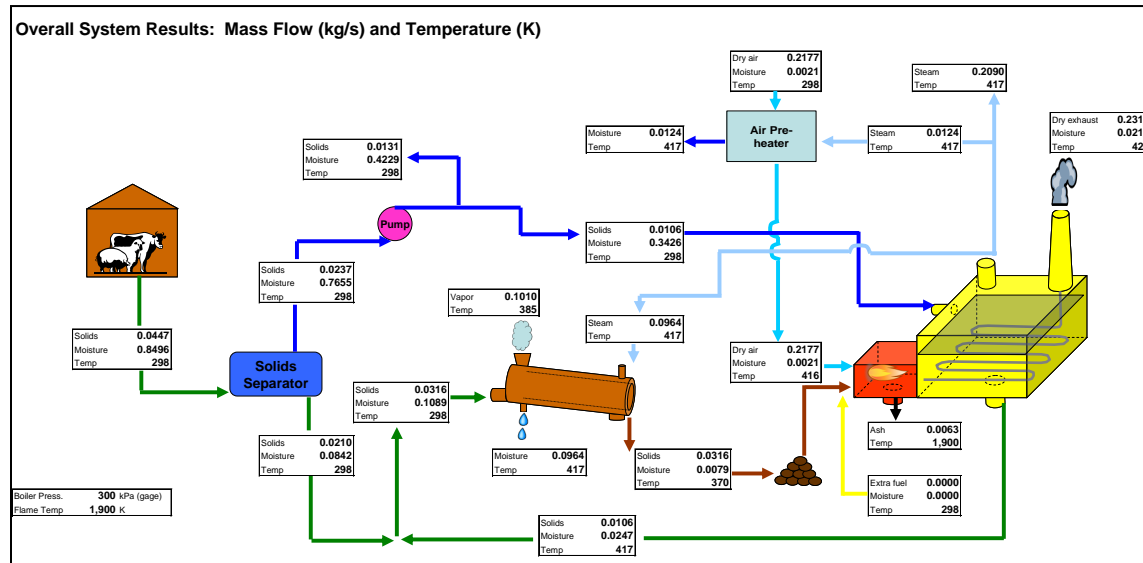 Overall System Results: Mass Flow (kg/s) and Temperature (K)
Dry air 0.2177
Moisture 0.0021
Temp 298
Steam 0.2090
Temp 417
Air Pre-
heater
Moisture 0.0124
Temp 417
Steam 0.0124
Temp 417
Dry exhaust 0.231
Moisture 0.021
Temp 42
Solids 0.0131
Moisture 0.4229
Temp 298
Pump
Solids 0.0106
Moisture 0.3426
Temp 298
Solids 0.0237
Moisture 0.7655
Temp 298
Vapor 0.1010
Temp 385
Steam 0.0964
Temp 417
Solids 0.0447
Moisture 0.8496
Temp 298
Solids
Separator
Dry air 0.2177
Moisture 0.0021
Temp 416
Solids 0.0316
Moisture 0.1089
Temp 298
Solids 0.0210
Moisture 0.0842
Temp 298
Moisture 0.0964
Temp 417
Solids 0.0316
Moisture 0.0079
Temp 370
Ash 0.0063
Temp 1,900
Extra fuel 0.0000
Moisture 0.0000
Temp 298
Boiler Press. 300 kPa (gage)
Flame Temp 1,900 K
Solids 0.0106
Moisture 0.0247
Temp 417